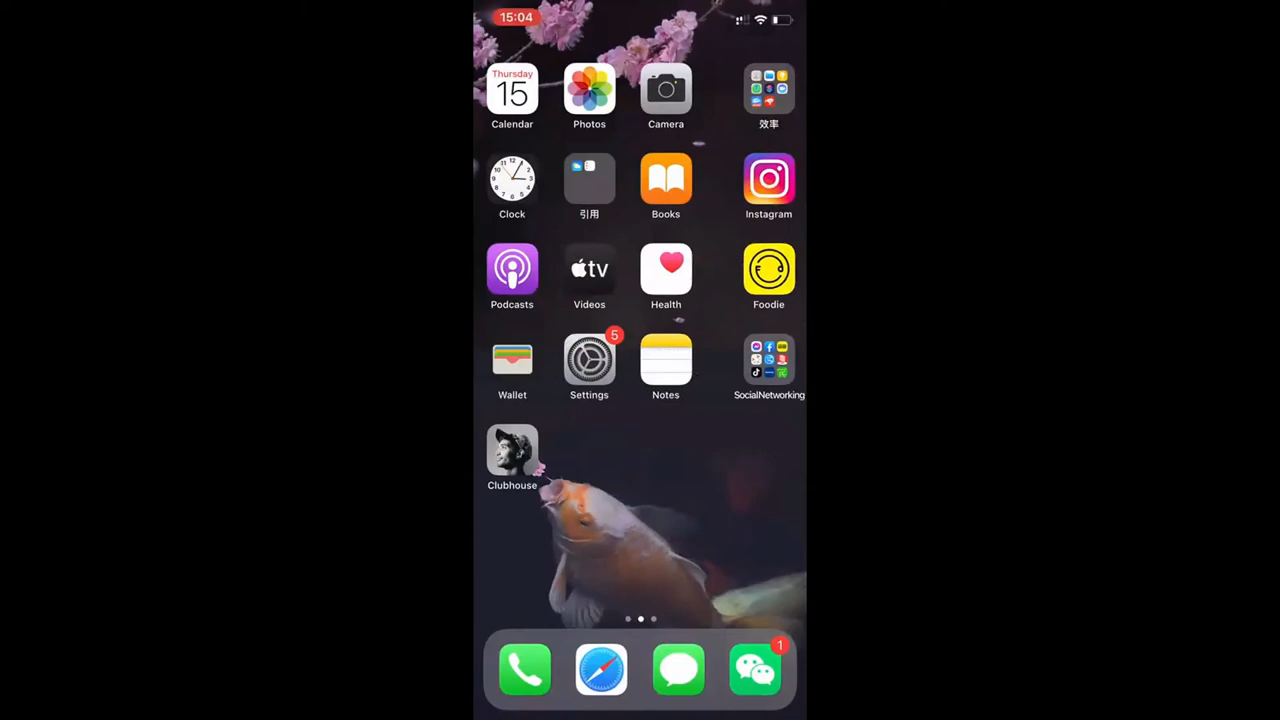 15:04
Thursday
15
Calendar
Photos
Camera
效率
Clock
引用
Books
Instagram
tv
Podcasts
Videos
Health
Foodie
5
Wallet
Settings
Notes
SocialNetworking
Clubhouse
1